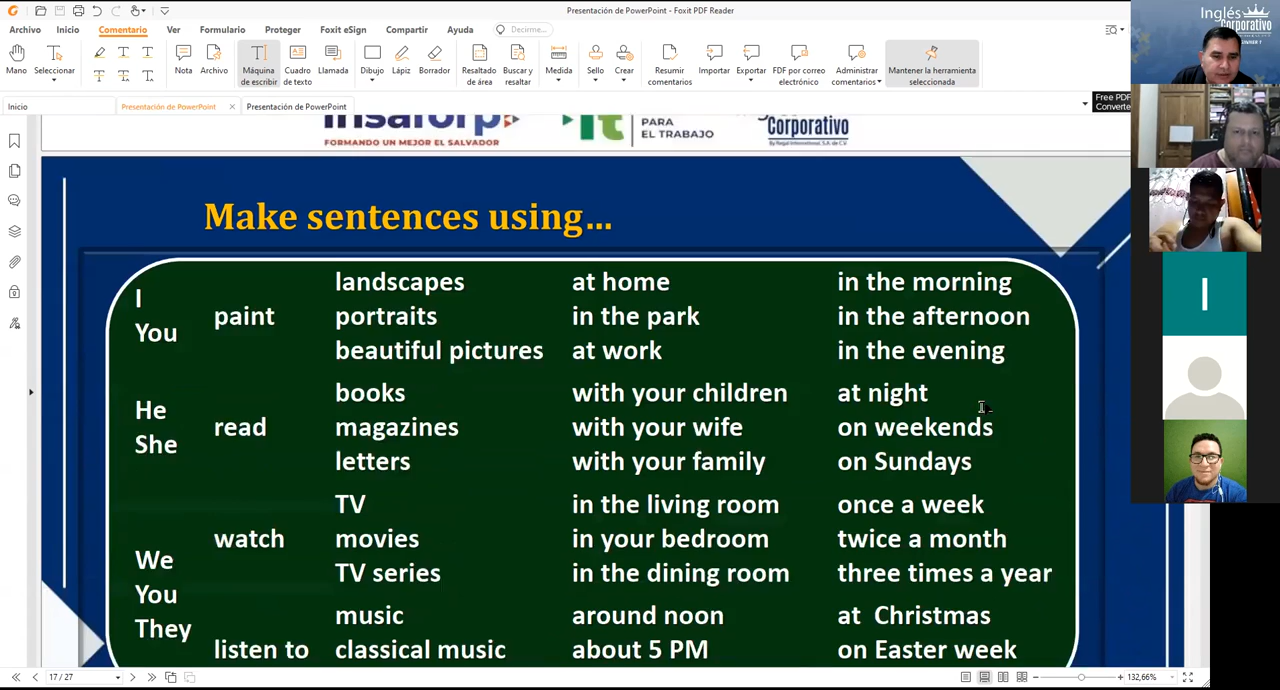 Presentación de PowerPoint - Foxit PDF Reader
Archivo Inicio Comentario Ver Formulario Proteger Foxit eSign Compartir Ayuda Decirme...
Mano Seleccionar Nota Archivo Máquina de escribir Cuadro de texto Llamada Dibujo Lápiz Borrador Resaltado de área Buscar y resaltar Medida Sello Crear Resumir comentarios Importar Exportar FDF por correo electrónico Administrar comentarios Mantener la herramienta seleccionada
Inicio Presentación de PowerPoint Presentación de PowerPoint
Free PDF
Converte
Inglés
Corporativo
insaforp
FORMANDO UN MEJOR EL SALVADOR
it
PARA
EL TRABAJO
Corporativo
Make sentences using...
I
You
paint
landscapes at home in the morning
portraits in the park in the afternoon
beautiful pictures at work in the evening
He
She
read
books with your children at night
magazines with your wife on weekends
letters with your family on Sundays
We
You
They
watch
TV in the living room once a week
movies in your bedroom twice a month
TV series in the dining room three times a year
music around noon at Christmas
listen to classical music about 5 PM on Easter week
I
17 / 27
132,66%